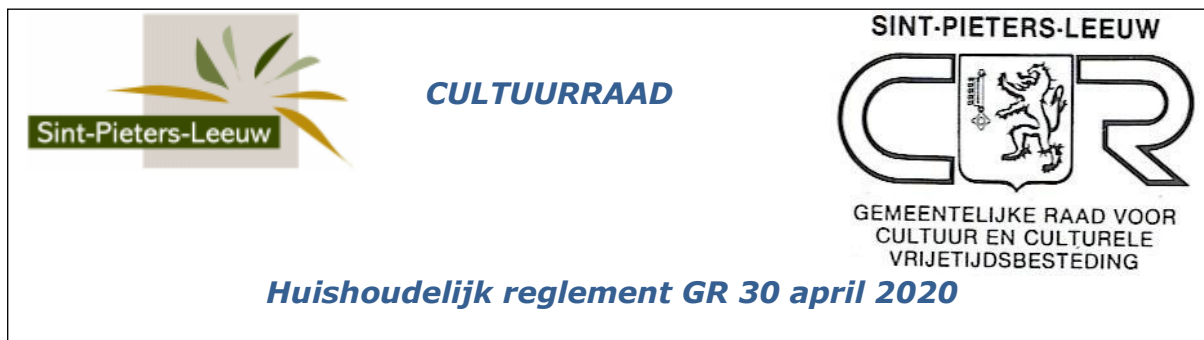 Sint-Pieters-Leeuw
CULTUURRAAD
SINT-PIETERS-LEEUW
CR
GEMEENTELIJKE RAAD VOOR
CULTUUR EN CULTURELE
VRIJETIJDSBESTEDING
Huishoudelijk reglement GR 30 april 2020